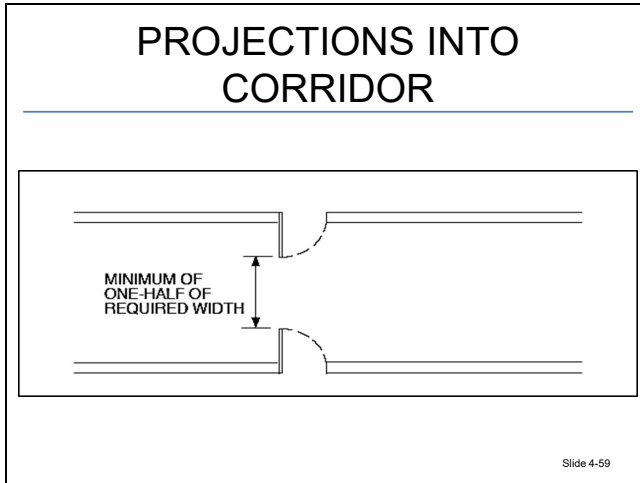 PROJECTIONS INTO
CORRIDOR
MINIMUM OF
ONE-HALF OF
REQUIRED WIDTH
Slide 4-59